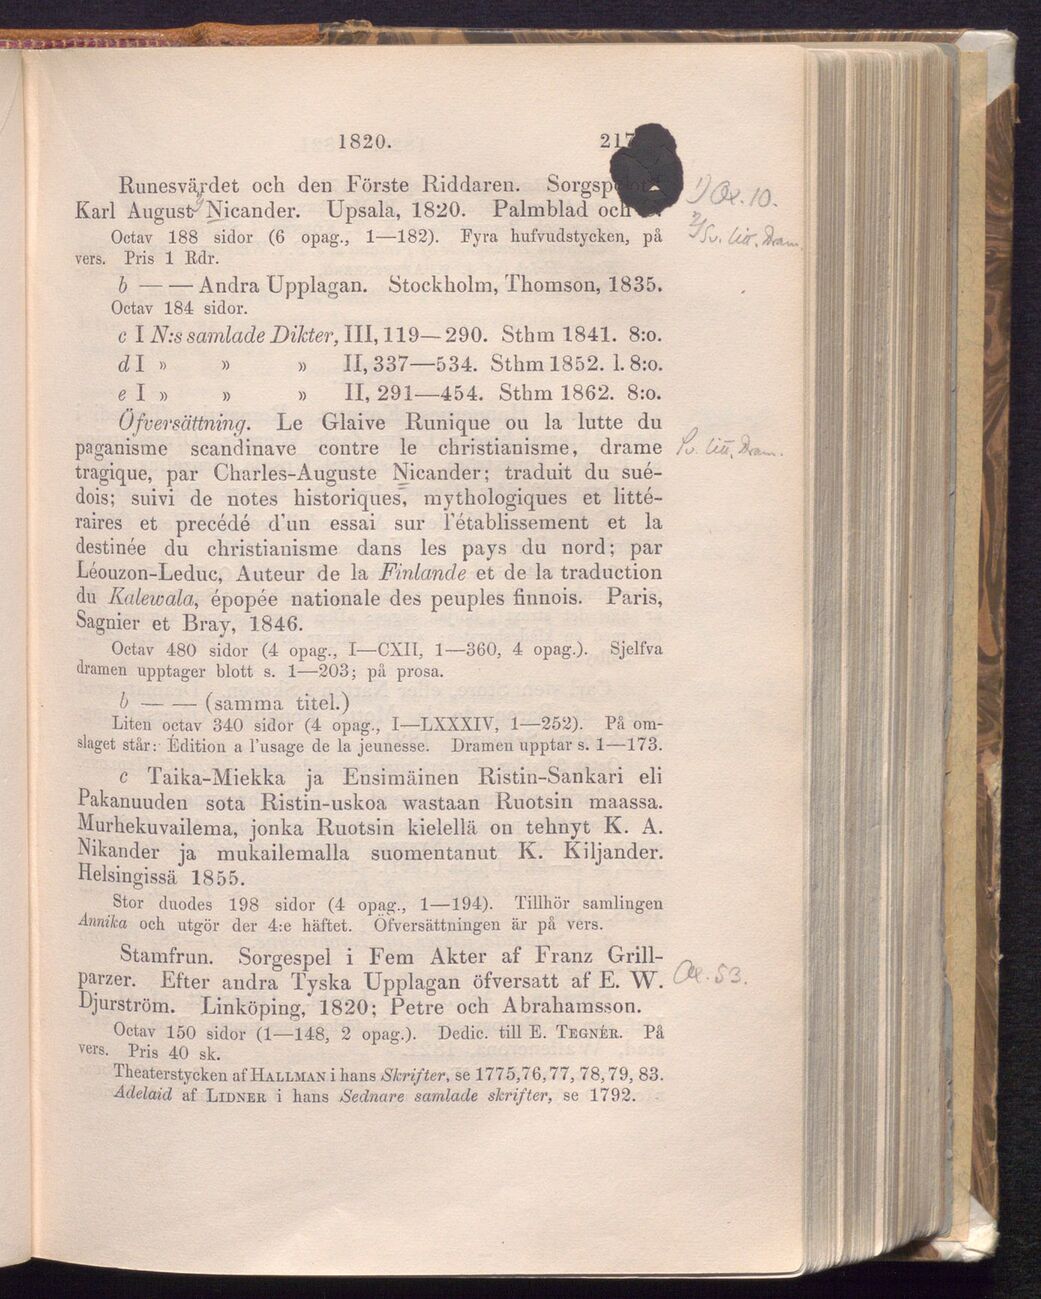 1820. 217
Runesvärdet och den Förste Riddaren. Sorgsp
Karl August Nicander. Upsala, 1820. Palmblad och
1) Ox. 10.
2) Sv. litt. Dram.
Octav 188 sidor (6 opag., 1—182). Fyra hufvudstycken, på
vers. Pris 1 Rdr.
b — — Andra Upplagan. Stockholm, Thomson, 1835.
Octav 184 sidor.
c I N:s samlade Dikter, III, 119—290. Sthm 1841. 8:o.
d I » » » II, 337—534. Sthm 1852. l. 8:o.
e I » » » II, 291—454. Sthm 1862. 8:o.
Öfversättning. Le Glaive Runique ou la lutte du
paganisme scandinave contre le christianisme, drame
Sv. litt. Dram.
tragique, par Charles-Auguste Nicander; traduit du sué-
dois; suivi de notes historiques, mythologiques et litté-
raires et precédé d'un essai sur l'établissement et la
destinée du christianisme dans les pays du nord; par
Léouzon-Leduc, Auteur de la Finlande et de la traduction
du Kalewala, épopée nationale des peuples finnois. Paris,
Sagnier et Bray, 1846.
Octav 480 sidor (4 opag., I—CXII, 1—360, 4 opag.). Sjelfva
dramen upptager blott s. 1—203; på prosa.
b — — (samma titel.)
Liten octav 340 sidor (4 opag., I—LXXXIV, 1—252). På om-
slaget står: Édition a l'usage de la jeunesse. Dramen upptar s. 1—173.
c Taika-Miekka ja Ensimäinen Ristin-Sankari eli
Pakanuuden sota Ristin-uskoa wastaan Ruotsin maassa.
Murhekuvailema, jonka Ruotsin kielellä on tehnyt K. A.
Nikander ja mukailemalla suomentanut K. Kiljander.
Helsingissä 1855.
Stor duodes 198 sidor (4 opag., 1—194). Tillhör samlingen
Annika och utgör der 4:e häftet. Öfversättningen är på vers.
Stamfrun. Sorgespel i Fem Akter af Franz Grill-
parzer. Efter andra Tyska Upplagan öfversatt af E. W.
Ox. 53.
Djurström. Linköping, 1820; Petre och Abrahamsson.
Octav 150 sidor (1—148, 2 opag.). Dedic. till E. TEGNÉR. På
vers. Pris 40 sk.
Theaterstycken af HALLMAN i hans Skrifter, se 1775,76,77, 78,79, 83.
Adelaid af LIDNER i hans Sednare samlade skrifter, se 1792.